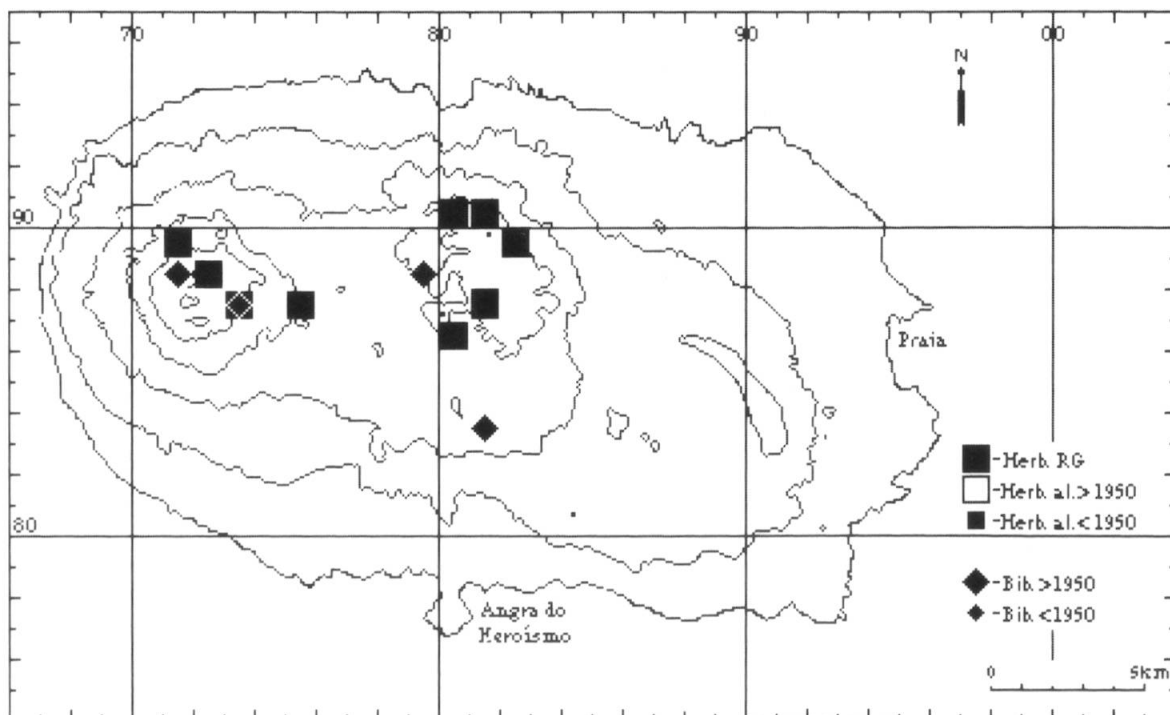 70 80 90 00
N
90
Praia
Herb. RG
Herb. al.>1950
Herb. al.<1950
80
Bib.>1950
Bib.<1950
Angra do
Heroísmo
0 5km